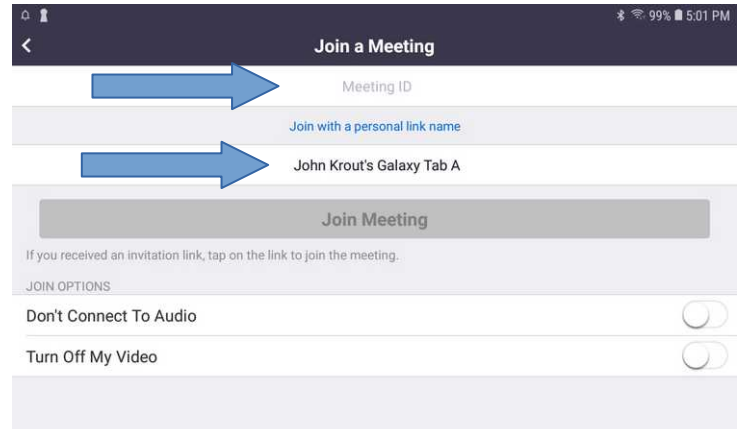 99% 5:01 PM
Join a Meeting
Meeting ID
Join with a personal link name
John Krout's Galaxy Tab A
Join Meeting
If you received an invitation link, tap on the link to join the meeting.
JOIN OPTIONS
Don't Connect To Audio
Turn Off My Video